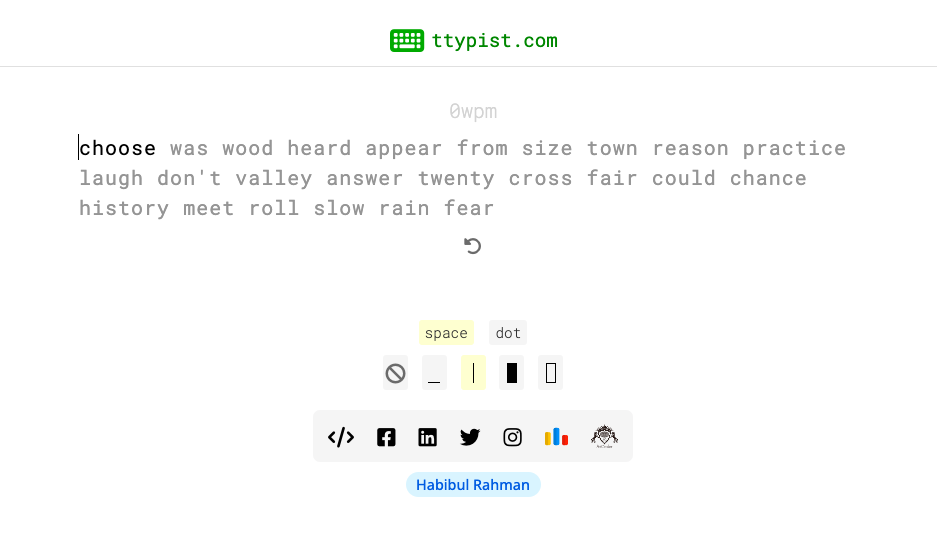 ttypist.com
0wpm
choose was wood heard appear from size town reason practice
laugh don't valley answer twenty cross fair could chance
history meet roll slow rain fear
space dot
Habibul Rahman